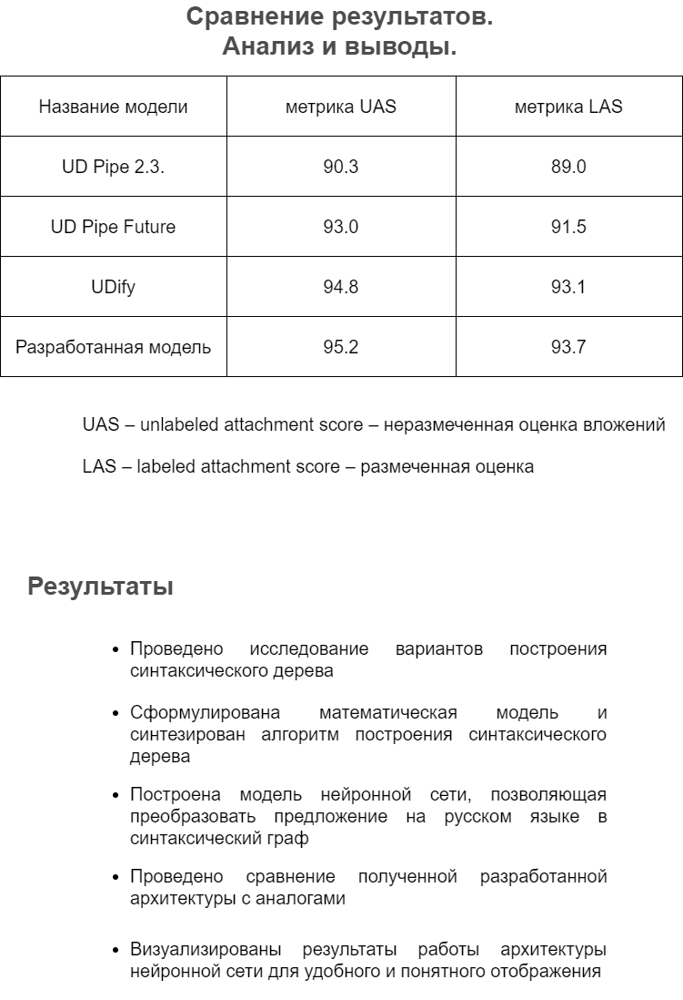 Сравнение результатов.
Анализ и выводы.
Название модели метрика UAS метрика LAS
UD Pipe 2.3. 90.3 89.0
UD Pipe Future 93.0 91.5
UDify 94.8 93.1
Разработанная модель 95.2 93.7
UAS – unlabeled attachment score – неразмеченная оценка вложений
LAS – labeled attachment score – размеченная оценка
Результаты
• Проведено исследование вариантов построения
синтаксического дерева
• Сформулирована математическая модель и
синтезирован алгоритм построения синтаксического
дерева
• Построена модель нейронной сети, позволяющая
преобразовать предложение на русском языке в
синтаксический граф
• Проведено сравнение полученной разработанной
архитектуры с аналогами
• Визуализированы результаты работы архитектуры
нейронной сети для удобного и понятного отображения